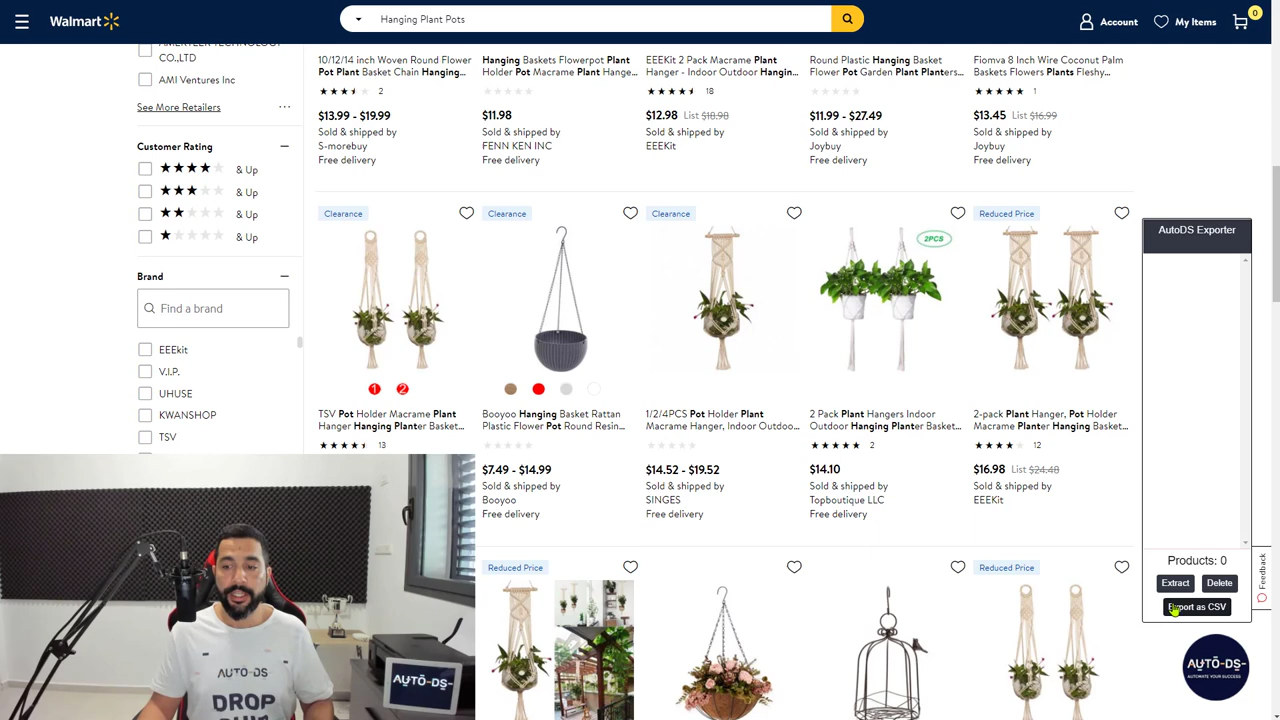 Walmart
Hanging Plant Pots
Account
My Items
0
CO.,LTD
AMI Ventures Inc
See More Retailers
Customer Rating
& Up
& Up
& Up
& Up
Brand
Find a brand
EEEkit
V.I.P.
UHUSE
KWANSHOP
TSV
10/12/14 inch Woven Round Flower
Pot Plant Basket Chain Hanging...
2
$13.99 - $19.99
Sold & shipped by
S-morebuy
Free delivery
Hanging Baskets Flowerpot Plant
Holder Pot Macrame Plant Hange...
$11.98
Sold & shipped by
FENN KEN INC
Free delivery
EEEKit 2 Pack Macrame Plant
Hanger - Indoor Outdoor Hangin...
18
$12.98 List $18.98
Sold & shipped by
EEEKit
Round Plastic Hanging Basket
Flower Pot Garden Plant Planters...
$11.99 - $27.49
Sold & shipped by
Joybuy
Free delivery
Fiomva 8 Inch Wire Coconut Palm
Baskets Flowers Plants Fleshy...
1
$13.45 List $16.99
Sold & shipped by
Joybuy
Free delivery
Clearance
1 2
TSV Pot Holder Macrame Plant
Hanger Hanging Planter Basket...
13
Clearance
Booyoo Hanging Basket Rattan
Plastic Flower Pot Round Resin...
$7.49 - $14.99
Sold & shipped by
Booyoo
Free delivery
Clearance
1/2/4PCS Pot Holder Plant
Macrame Hanger, Indoor Outdoo...
$14.52 - $19.52
Sold & shipped by
SINGES
Free delivery
2PCS
2 Pack Plant Hangers Indoor
Outdoor Hanging Planter Basket...
2
$14.10
Sold & shipped by
Topboutique LLC
Free delivery
Reduced Price
2-pack Plant Hanger, Pot Holder
Macrame Planter Hanging Basket...
12
$16.98 List $24.48
Sold & shipped by
EEEKit
Reduced Price
Reduced Price
AutoDS Exporter
Products: 0
Extract
Delete
Export as CSV
Feedback
AUTO-DS-
AUTOMATE YOUR SUCCESS
AUTO-DS-
DROP
AUTO-DS-